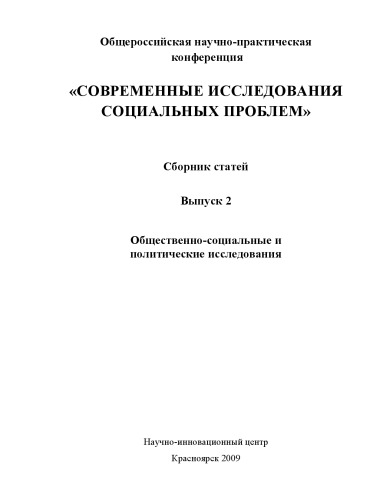 Общероссийская научно-практическая
конференция
«СОВРЕМЕННЫЕ ИССЛЕДОВАНИЯ
СОЦИАЛЬНЫХ ПРОБЛЕМ»
Сборник статей
Выпуск 2
Общественно-социальные и
политические исследования
Научно-инновационный центр
Красноярск 2009